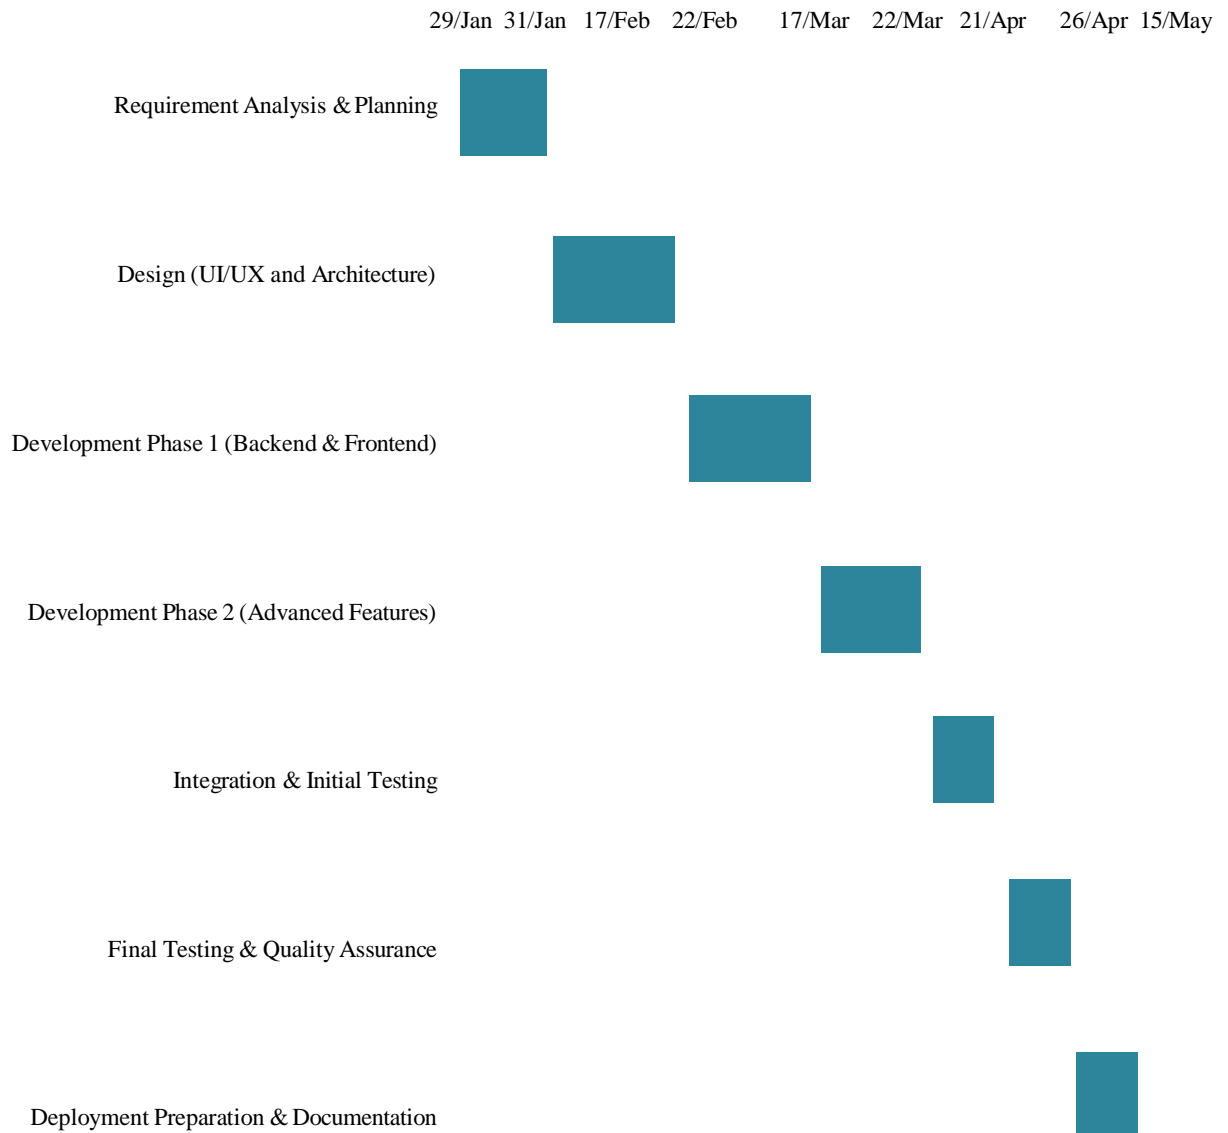 29/Jan 31/Jan 17/Feb 22/Feb 17/Mar 22/Mar 21/Apr 26/Apr 15/May
Requirement Analysis & Planning
Design (UI/UX and Architecture)
Development Phase 1 (Backend & Frontend)
Development Phase 2 (Advanced Features)
Integration & Initial Testing
Final Testing & Quality Assurance
Deployment Preparation & Documentation